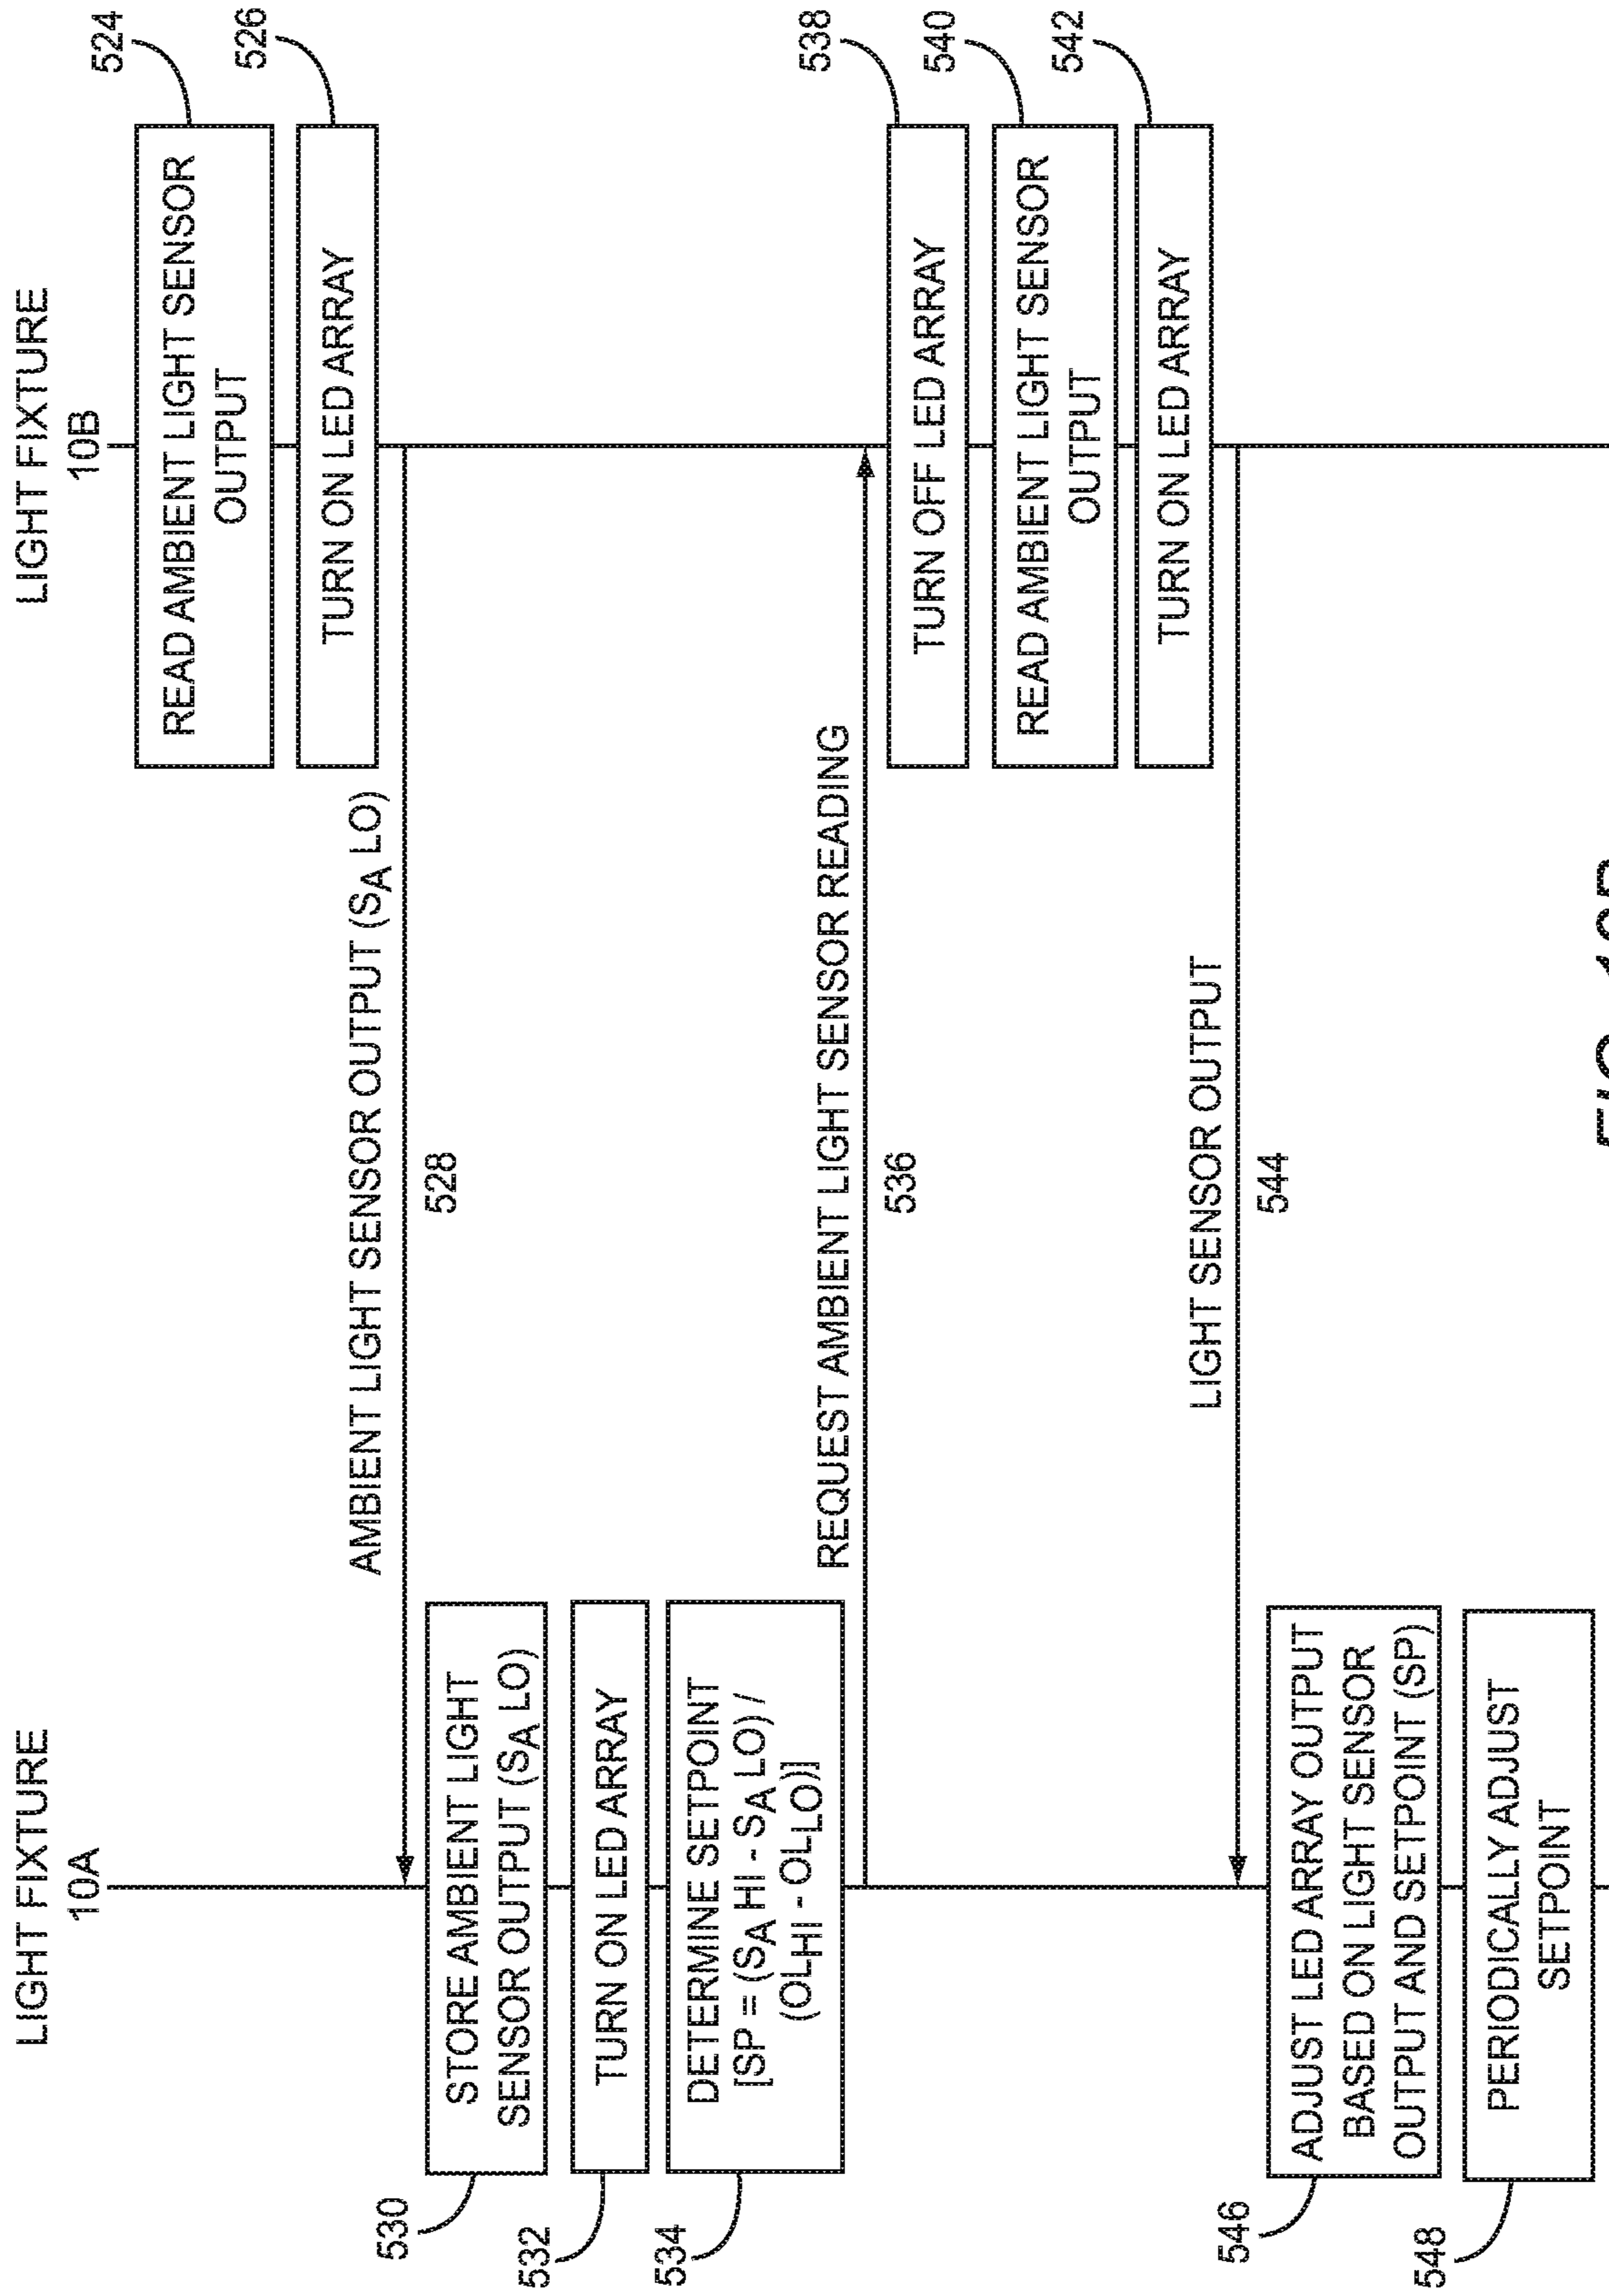 LIGHT FIXTURE
10A
LIGHT FIXTURE
10B
READ AMBIENT LIGHT SENSOR
OUTPUT
524
TURN ON LED ARRAY
526
AMBIENT LIGHT SENSOR OUTPUT (SA LO)
528
530
STORE AMBIENT LIGHT
SENSOR OUTPUT (SA LO)
532
TURN ON LED ARRAY
534
DETERMINE SETPOINT
[SP = (SA HI - SA LO) /
(OLHI - OLLO)]
REQUEST AMBIENT LIGHT SENSOR READING
536
TURN OFF LED ARRAY
538
READ AMBIENT LIGHT SENSOR
OUTPUT
540
TURN ON LED ARRAY
542
LIGHT SENSOR OUTPUT
544
546
ADJUST LED ARRAY OUTPUT
BASED ON LIGHT SENSOR
OUTPUT AND SETPOINT (SP)
548
PERIODICALLY ADJUST
SETPOINT